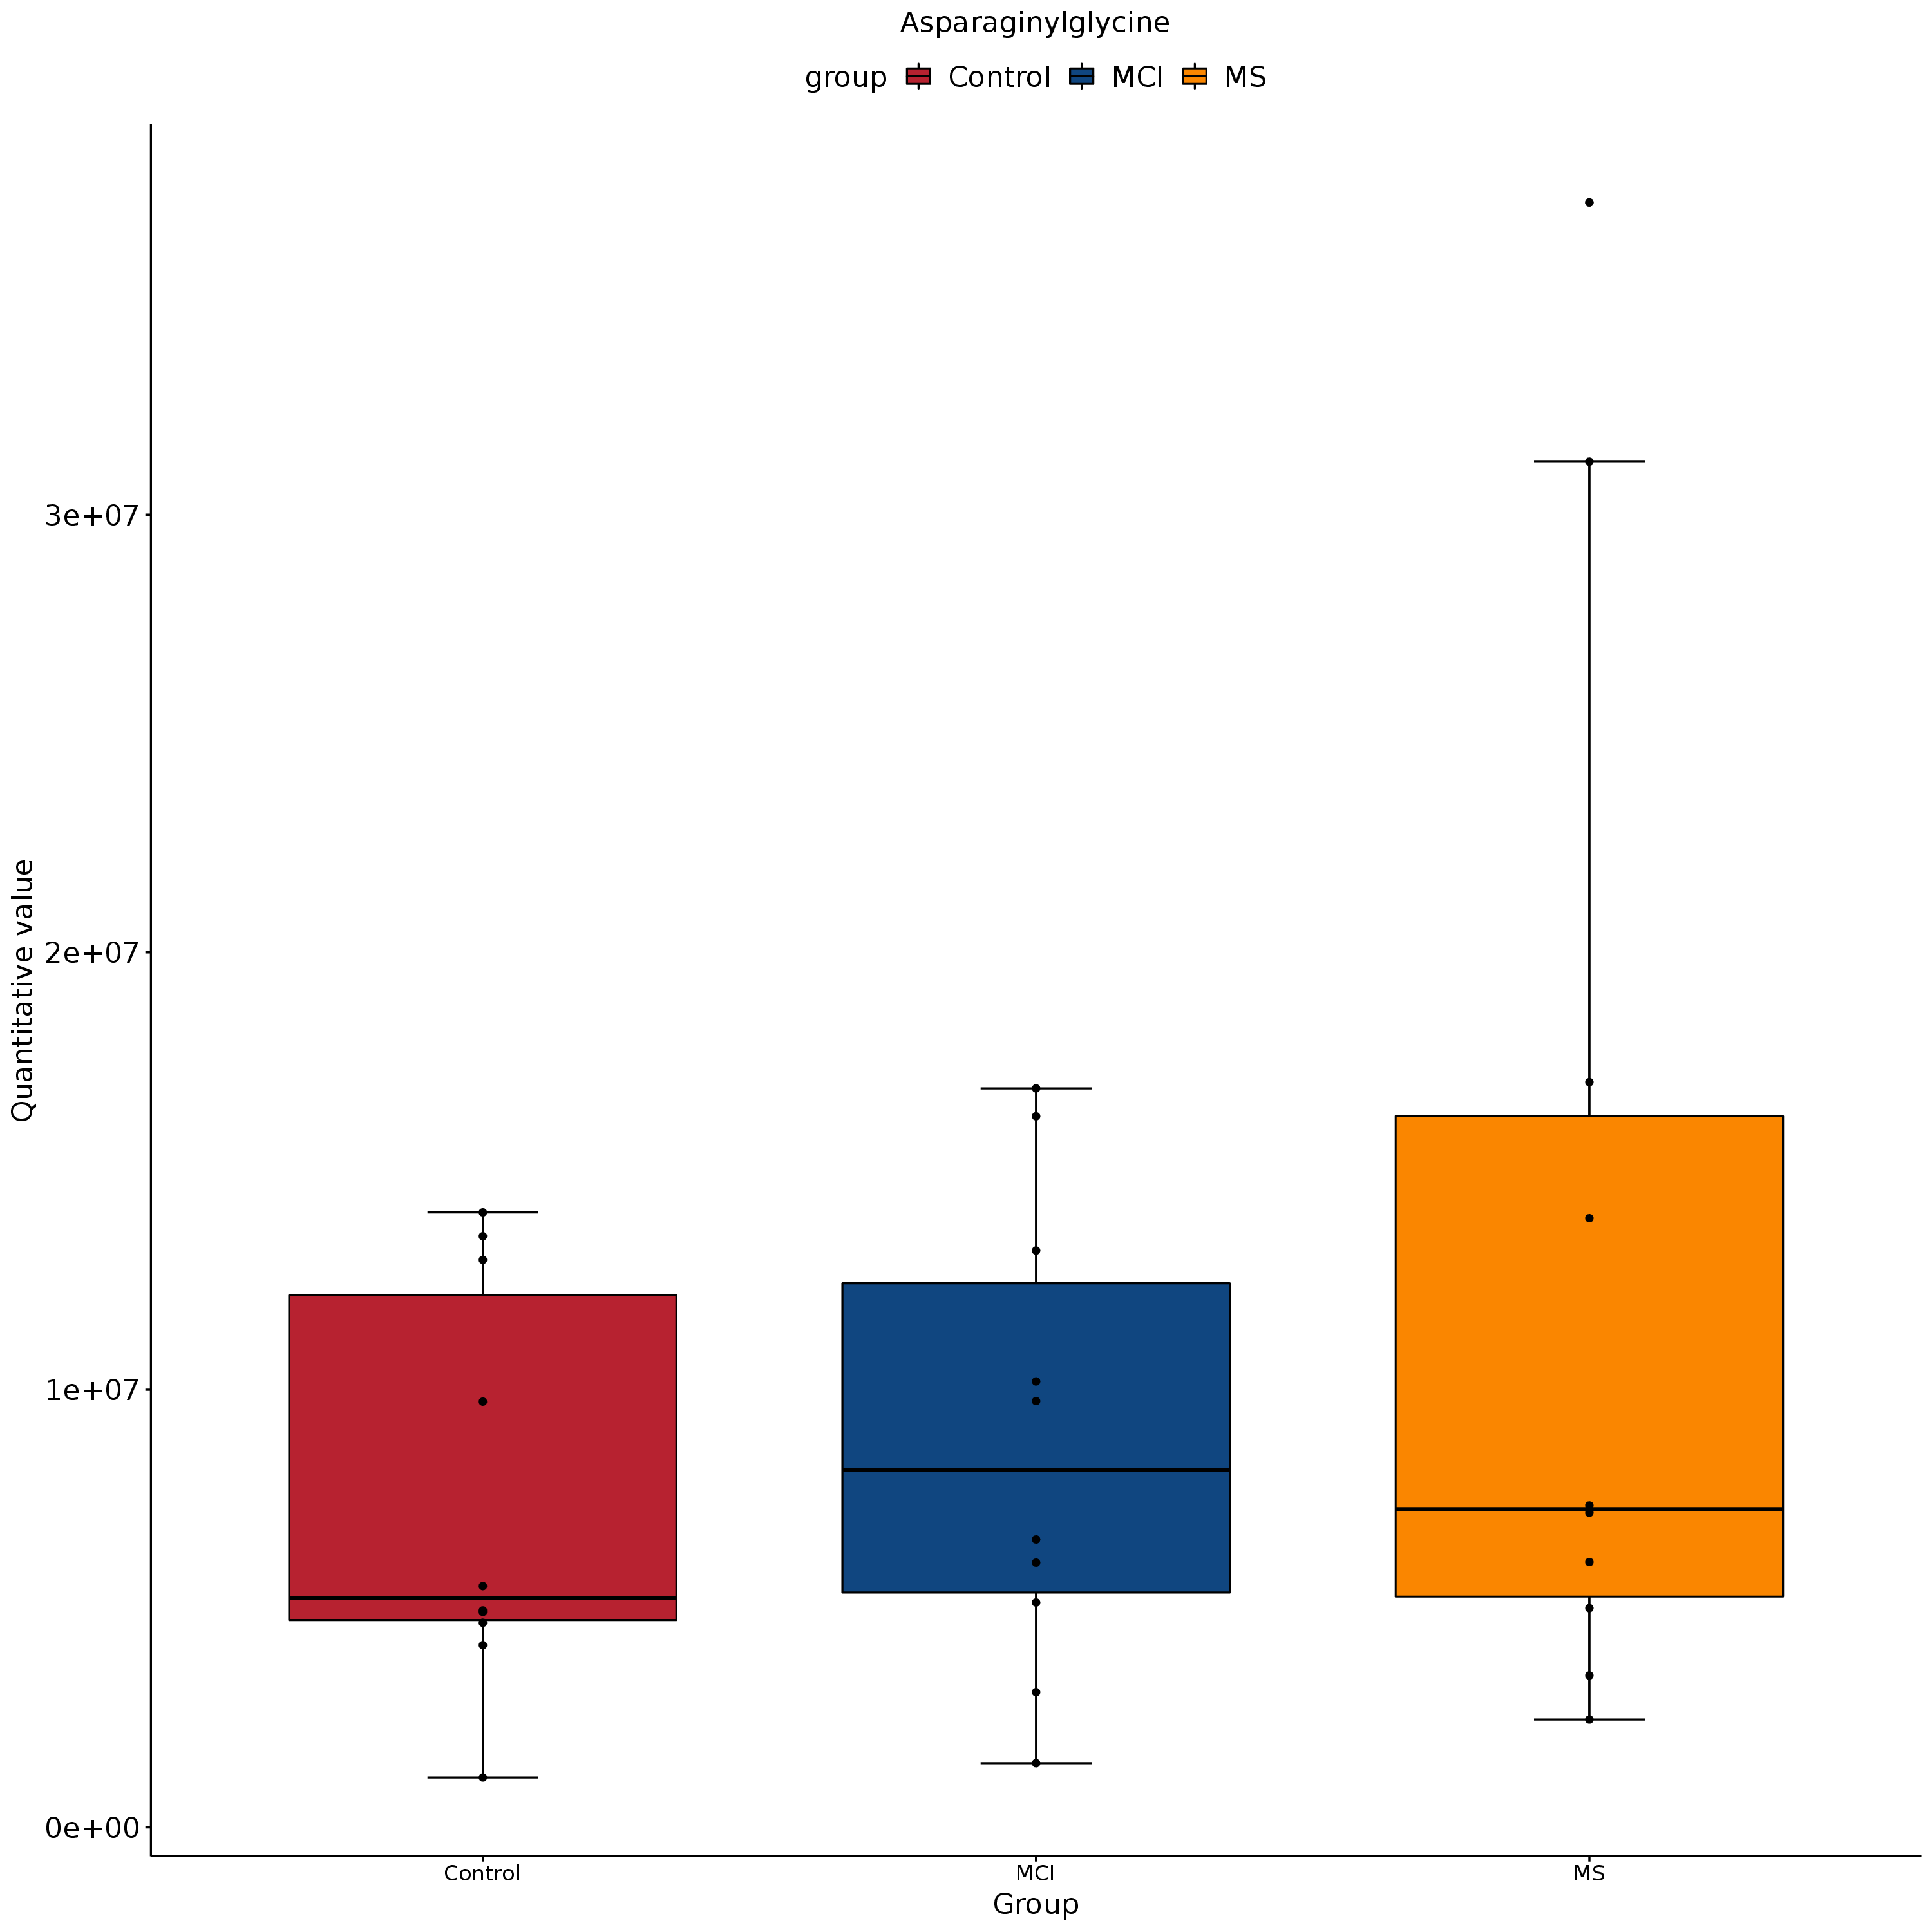 Asparaginylglycine
group Control MCI MS
Quantitative value
3e+07
2e+07
1e+07
0e+00
Control MCI MS
Group